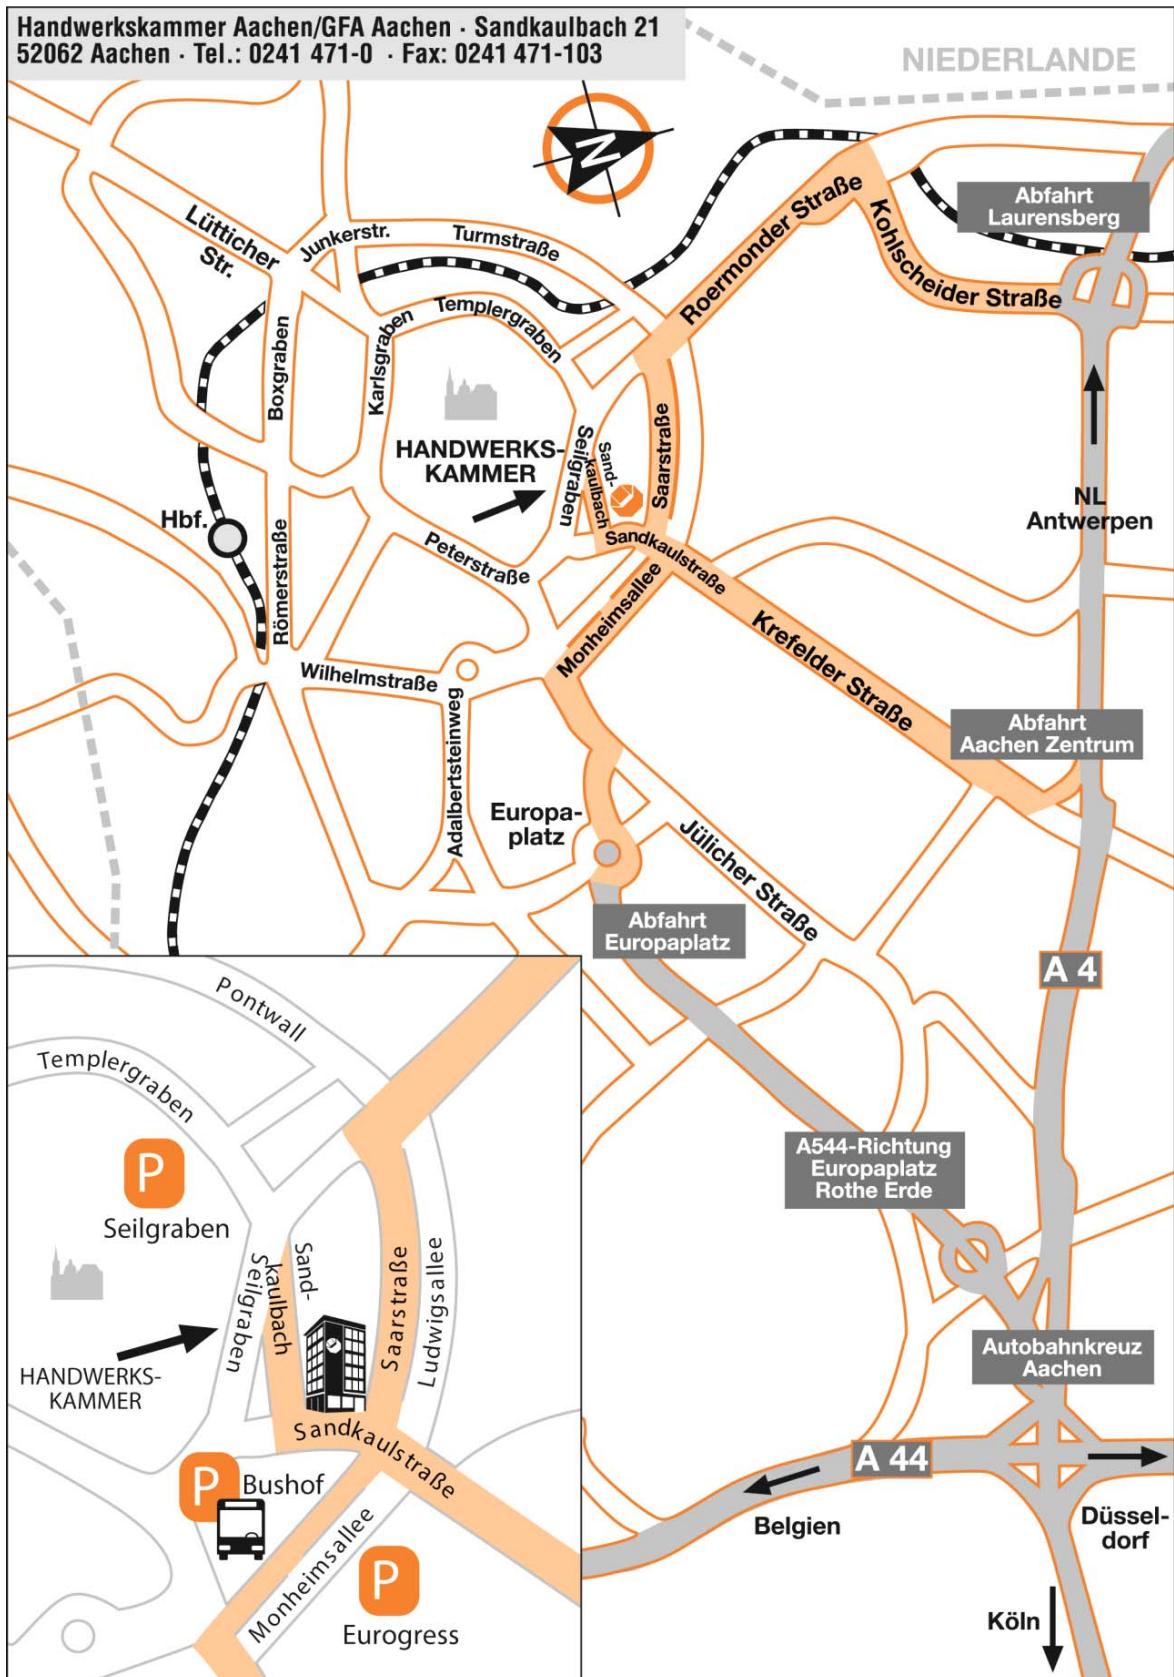 Handwerkskammer Aachen/GFA Aachen · Sandkaulbach 21
52062 Aachen · Tel.: 0241 471-0 · Fax: 0241 471-103
NIEDERLANDE
N
Abfahrt
Laurensberg
Roermonder Straße
Kohlscheider Straße
Lütticher
Str.
Junkerstr.
Turmstraße
Templergraben
Karlsgraben
Boxgraben
HANDWERKS-
KAMMER
Seilgraben
Sand-
kaulbach
Saarstraße
NL
Antwerpen
Hbf.
Römerstraße
Peterstraße
Sandkaulstraße
Monheimsallee
Krefelder Straße
Wilhelmstraße
Adalbertsteinweg
Abfahrt
Aachen Zentrum
Europa-
platz
Jülicher Straße
Abfahrt
Europaplatz
A 4
A544-Richtung
Europaplatz
Rothe Erde
Autobahnkreuz
Aachen
A 44
Belgien
Düssel-
dorf
Köln
Pontwall
Templergraben
P
Seilgraben
Sand-
kaulbach
Seilgraben
Saarstraße
Ludwigsallee
HANDWERKS-
KAMMER
Sandkaulstraße
P
Bushof
Monheimsallee
P
Eurogress